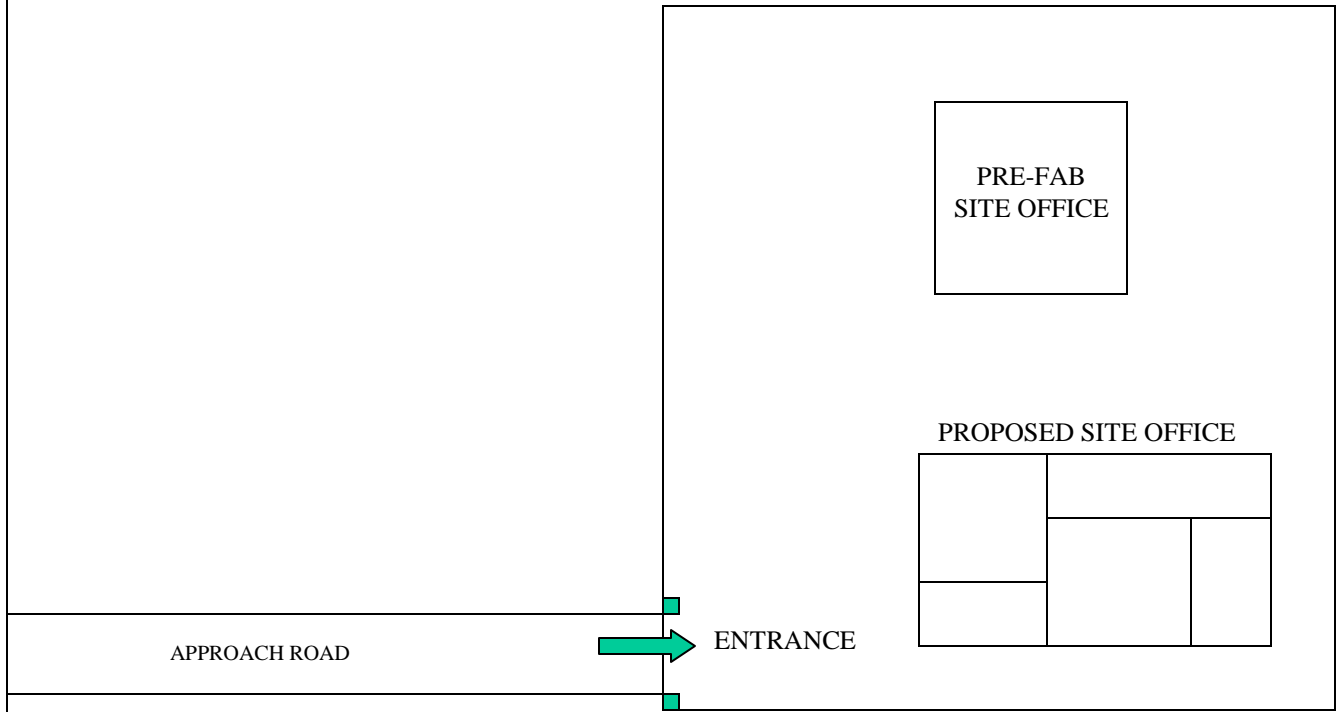 PRE-FAB
SITE OFFICE
PROPOSED SITE OFFICE
ENTRANCE
APPROACH ROAD